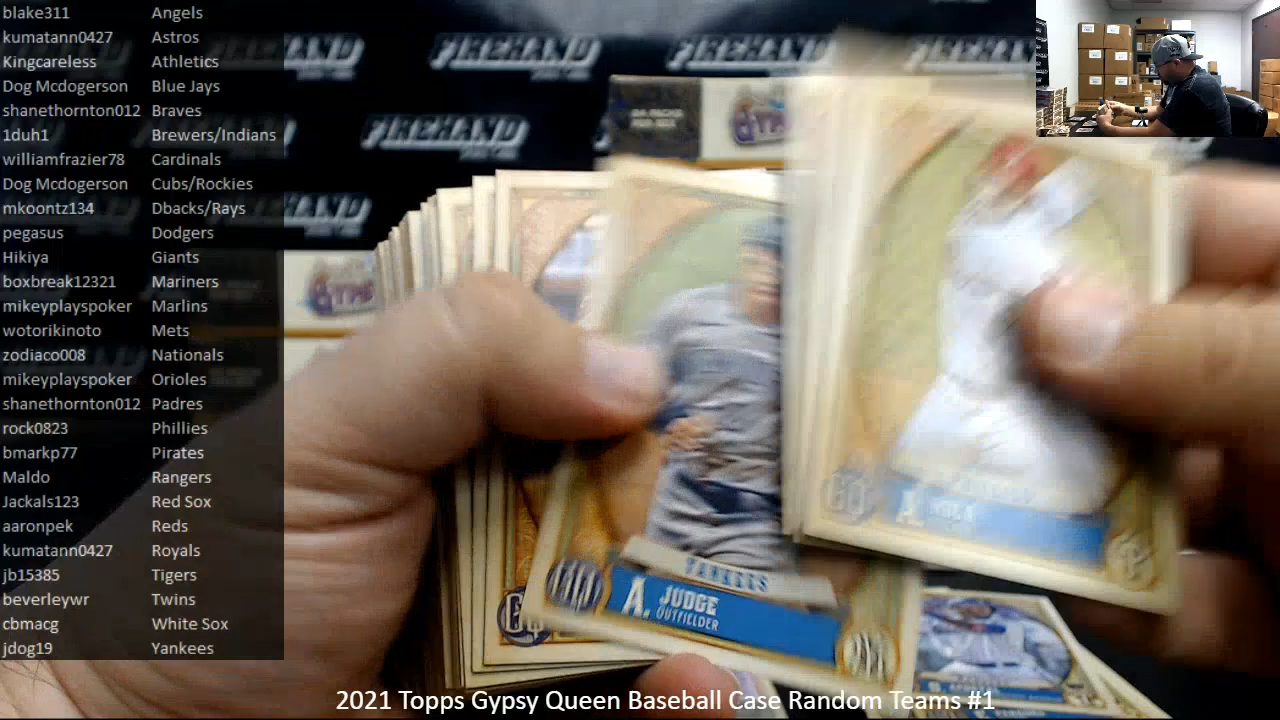 blake311 Angels
kumatann0427 Astros
Kingcareless Athletics
Dog Mcdogerson Blue Jays
shanethornton012 Braves
1duh1 Brewers/Indians
williamfrazier78 Cardinals
Dog Mcdogerson Cubs/Rockies
mkoontz134 Dbacks/Rays
pegasus Dodgers
Hikiya Giants
boxbreak12321 Mariners
mikeyplayspoker Marlins
wotorikinoto Mets
zodiaco008 Nationals
mikeyplayspoker Orioles
shanethornton012 Padres
rock0823 Phillies
bmarkp77 Pirates
Maldo Rangers
Jackals123 Red Sox
aaronpek Reds
kumatann0427 Royals
jb15385 Tigers
beverleywr Twins
cbmacg White Sox
jdog19 Yankees
FIREHAND FIREHAND FIREHAND
FIREHAND
FIREHAND
A. NOLA
YANKEES
A. JUDGE
OUTFIELDER
2021 Topps Gypsy Queen Baseball Case Random Teams #1